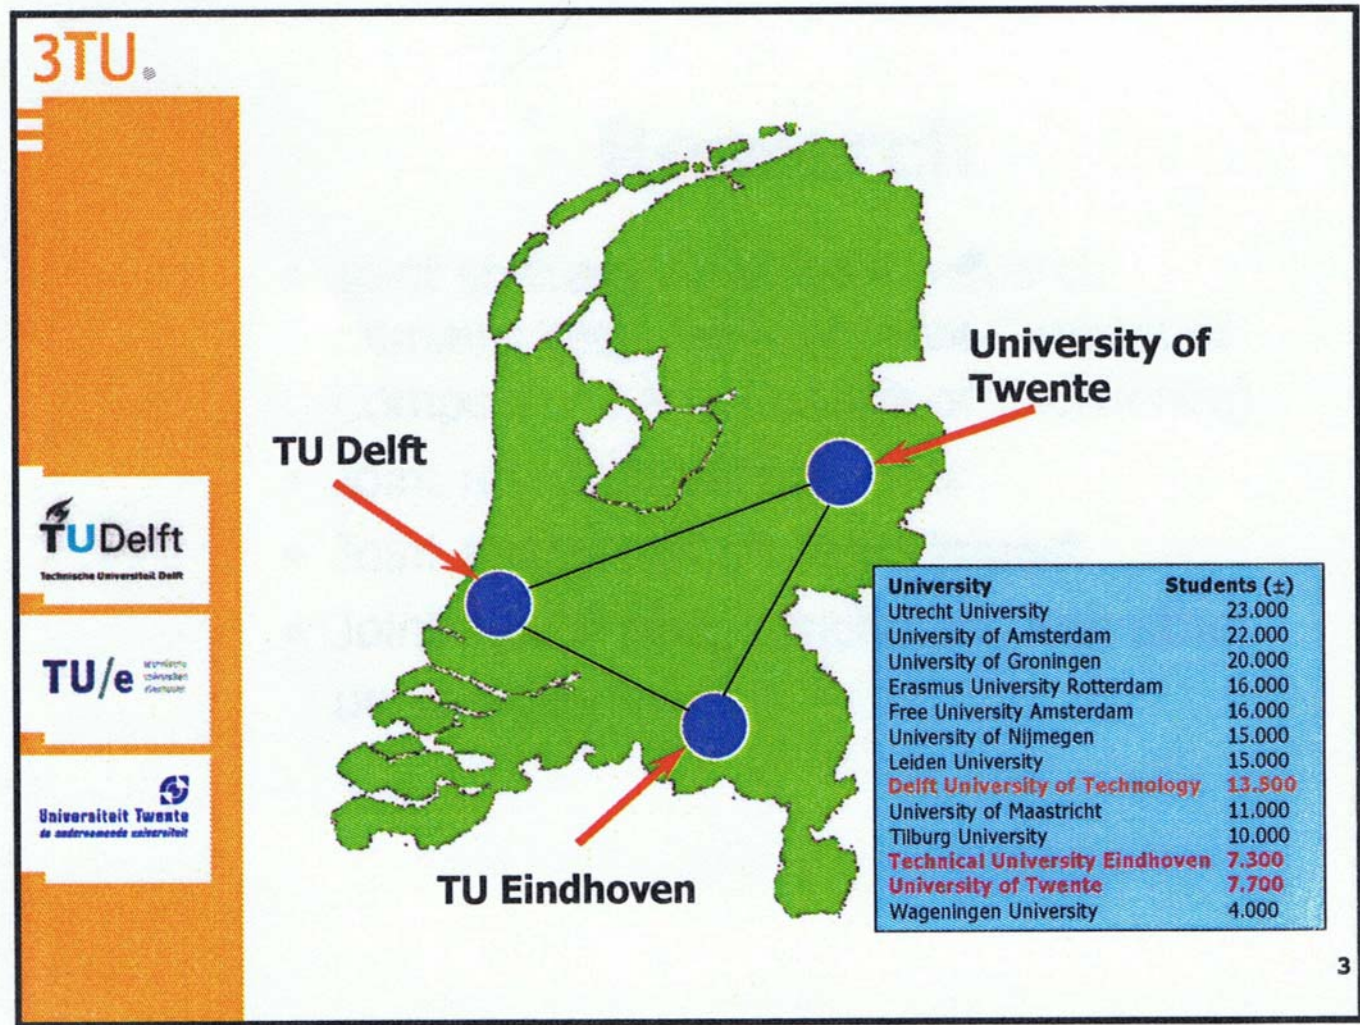 3TU.
University of
Twente
TU Delft
TU Eindhoven
TUDelft
Technische Universiteit Delft
TU/e
Universiteit Twente
de ondernemende universiteit
University Students (±)
Utrecht University 23.000
University of Amsterdam 22.000
University of Groningen 20.000
Erasmus University Rotterdam 16.000
Free University Amsterdam 16.000
University of Nijmegen 15.000
Leiden University 15.000
Delft University of Technology 13.500
University of Maastricht 11.000
Tilburg University 10.000
Technical University Eindhoven 7.300
University of Twente 7.700
Wageningen University 4.000
3